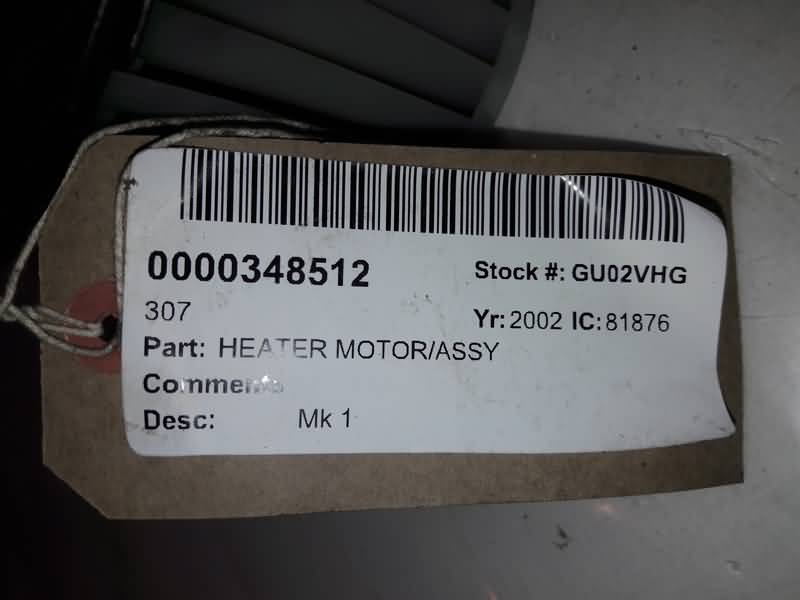 0000348512 Stock #: GU02VHG
307 Yr: 2002 IC: 81876
Part: HEATER MOTOR/ASSY
Comments
Desc: Mk 1